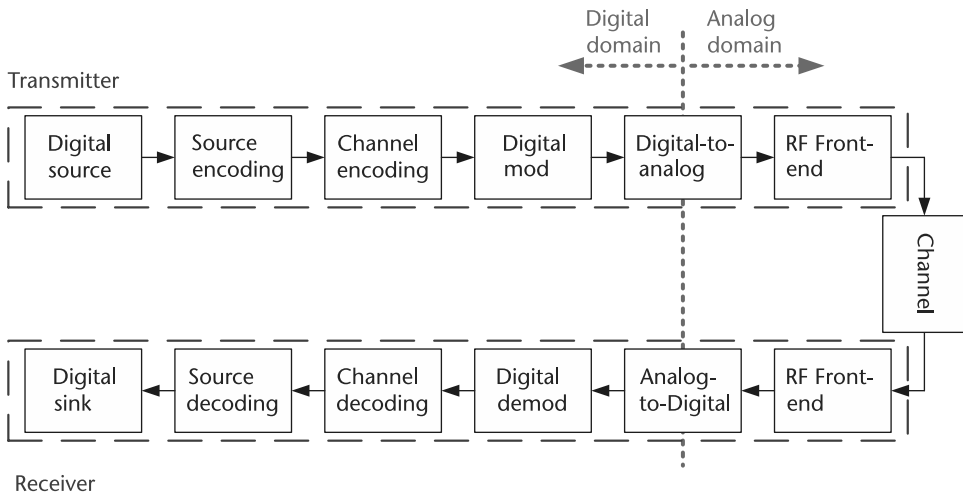 Digital
domain
Analog
domain
Transmitter
Digital
source
Source
encoding
Channel
encoding
Digital
mod
Digital-to-
analog
RF Front-
end
Channel
Digital
sink
Source
decoding
Channel
decoding
Digital
demod
Analog-
to-Digital
RF Front-
end
Receiver